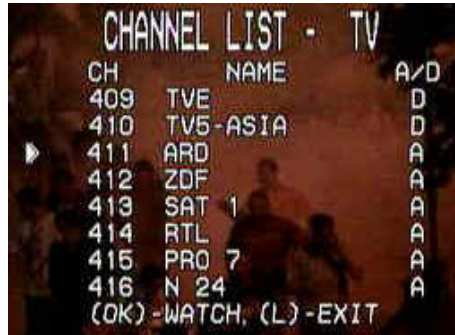 CHANNEL LIST - TV
CH NAME A/D
409 TVE D
410 TV5-ASIA D
411 ARD A
412 ZDF A
413 SAT 1 A
414 RTL A
415 PRO 7 A
416 N 24 A
(OK)-WATCH, (L)-EXIT